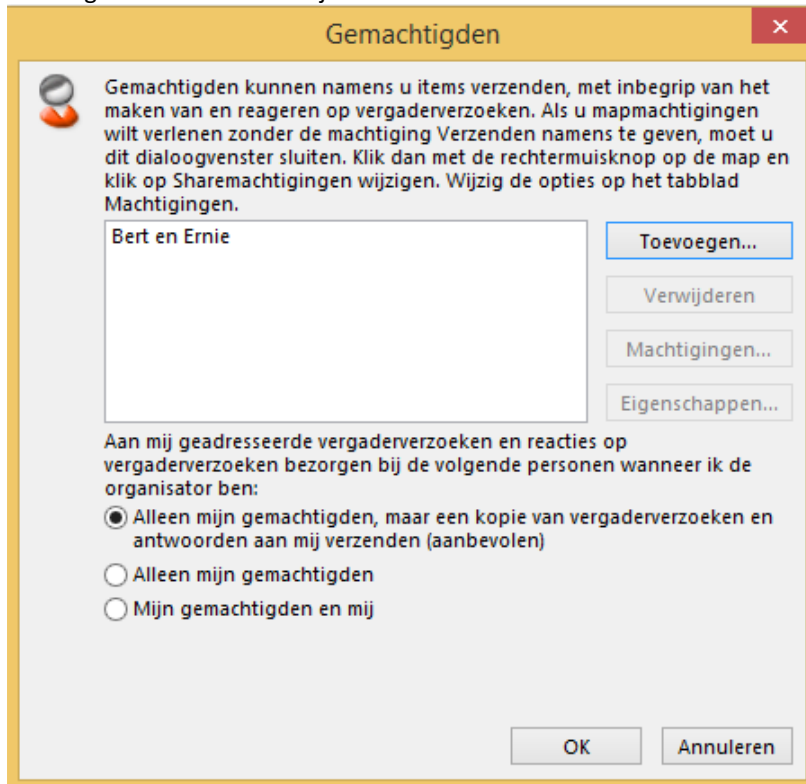 Gemachtigden
Gemachtigden kunnen namens u items verzenden, met inbegrip van het
maken van en reageren op vergaderverzoeken. Als u mapmachtigingen
wilt verlenen zonder de machtiging Verzenden namens te geven, moet u
dit dialoogvenster sluiten. Klik dan met de rechtermuisknop op de map en
klik op Sharemachtigingen wijzigen. Wijzig de opties op het tabblad
Machtigingen.
Bert en Ernie
Toevoegen...
Verwijderen
Machtigingen...
Eigenschappen...
Aan mij geadresseerde vergaderverzoeken en reacties op
vergaderverzoeken bezorgen bij de volgende personen wanneer ik de
organisator ben:
Alleen mijn gemachtigden, maar een kopie van vergaderverzoeken en
antwoorden aan mij verzenden (aanbevolen)
Alleen mijn gemachtigden
Mijn gemachtigden en mij
OK
Annuleren